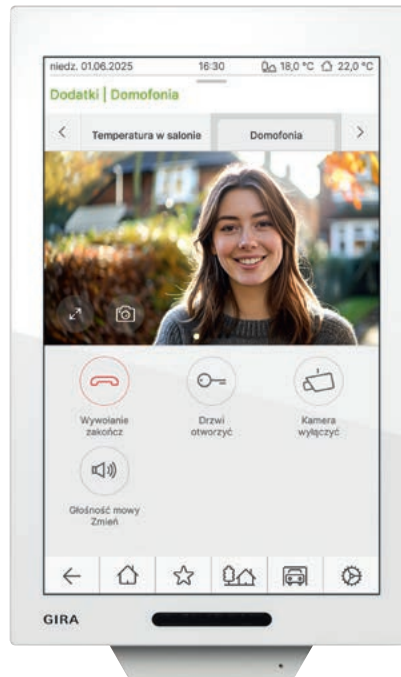 niedz. 01.06.2025 16:30 18,0 °C 22,0 °C
Dodatki | Domofonia
Temperatura w salonie Domofonia
Wywołanie zakończ
Drzwi otworzyć
Kamera wyłączyć
Głośność mowy
Zmień
GIRA